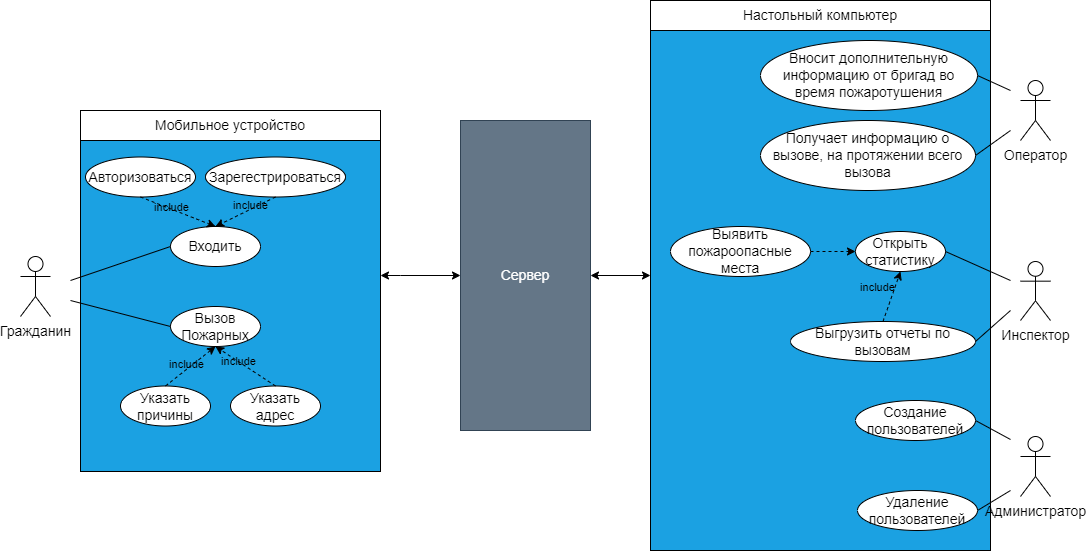 Мобильное устройство
Авторизоваться
Зарегестрироваться
include
include
Входить
Гражданин
Вызов
Пожарных
include
include
Указать
причины
Указать
адрес
Сервер
Настольный компьютер
Вносит дополнительную
информацию от бригад во
время пожаротушения
Получает информацию о
вызове, на протяжении всего
вызова
Оператор
Выявить
пожароопасные
места
Открыть
статистику
include
Выгрузить отчеты по
вызовам
Инспектор
Создание
пользователей
Удаление
пользователей
Администратор